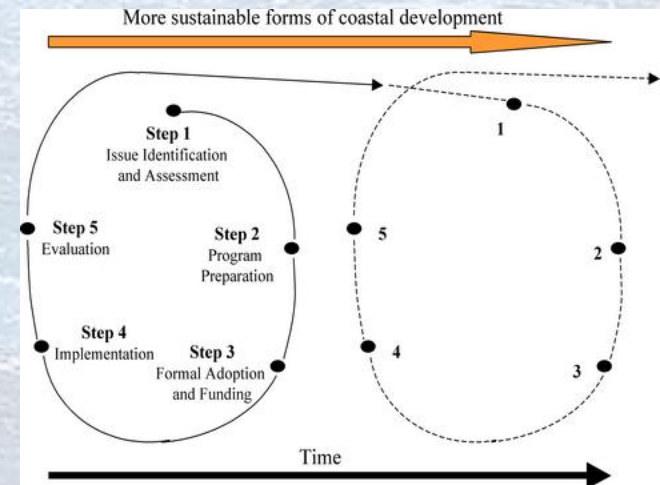 More sustainable forms of coastal development
Step 1
Issue Identification
and Assessment
Step 2
Program
Preparation
Step 3
Formal Adoption
and Funding
Step 4
Implementation
Step 5
Evaluation
1
2
3
4
5
Time